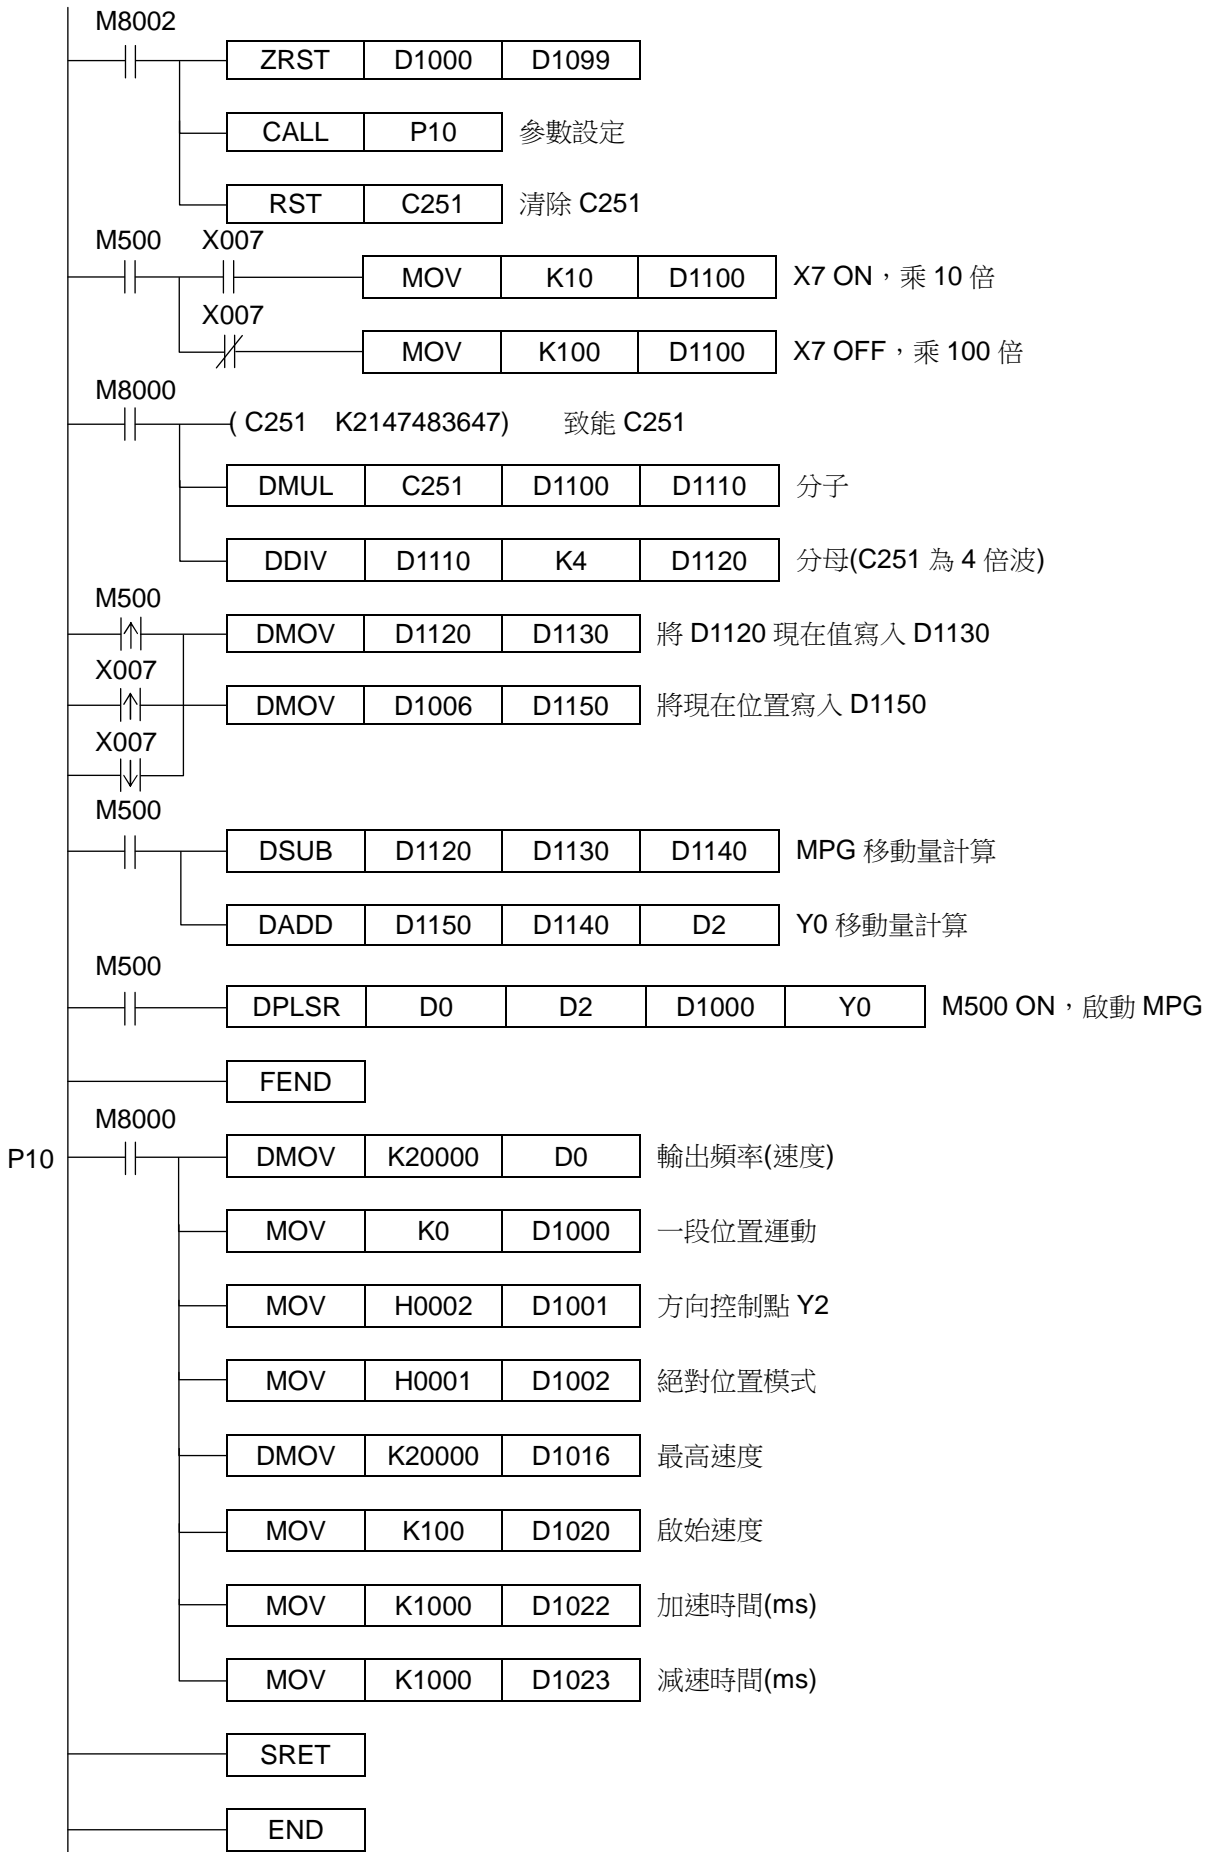 M8002
ZRST D1000 D1099
CALL P10 參數設定
RST C251 清除 C251
M500 X007
MOV K10 D1100 X7 ON，乘 10 倍
X007
MOV K100 D1100 X7 OFF，乘 100 倍
M8000
( C251 K2147483647) 致能 C251
DMUL C251 D1100 D1110 分子
DDIV D1110 K4 D1120 分母(C251 為 4 倍波)
M500
DMOV D1120 D1130 將 D1120 現在值寫入 D1130
X007
DMOV D1006 D1150 將現在位置寫入 D1150
X007
M500
DSUB D1120 D1130 D1140 MPG 移動量計算
DADD D1150 D1140 D2 Y0 移動量計算
M500
DPLSR D0 D2 D1000 Y0 M500 ON，啟動 MPG
FEND
M8000
P10 DMOV K20000 D0 輸出頻率(速度)
MOV K0 D1000 一段位置運動
MOV H0002 D1001 方向控制點 Y2
MOV H0001 D1002 絕對位置模式
DMOV K20000 D1016 最高速度
MOV K100 D1020 啟始速度
MOV K1000 D1022 加速時間(ms)
MOV K1000 D1023 減速時間(ms)
SRET
END